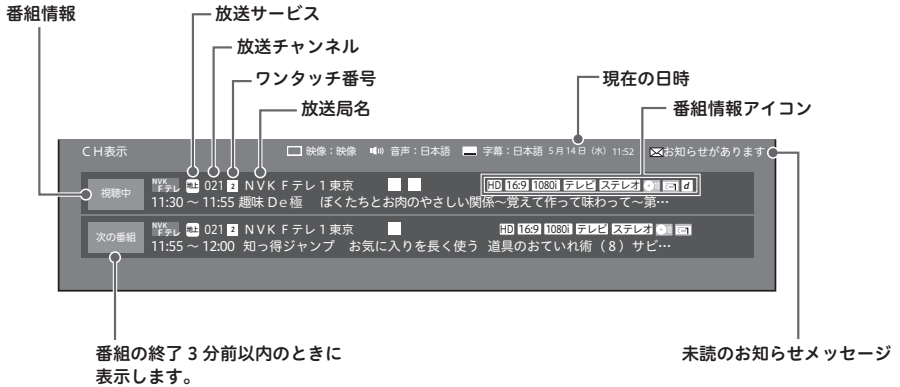 番組情報
放送サービス
放送チャンネル
ワンタッチ番号
放送局名
現在の日時
番組情報アイコン
CH表示
映像：映像 音声：日本語 字幕：日本語 5月14日（水） 11:52 お知らせがあります
視聴中
NVK
Fテレ 地上 021 2 NVK Fテレ1東京 HD 16:9 1080i テレビ ステレオ d
11:30～11:55 趣味De極 ぼくたちとお肉のやさしい関係～覚えて作って味わって～第…
次の番組
NVK
Fテレ 地上 021 2 NVK Fテレ1東京 HD 16:9 1080i テレビ ステレオ
11:55～12:00 知っ得ジャンプ お気に入りを長く使う 道具のおていれ術（8）サビ…
番組の終了3分前以内のときに
表示します。
未読のお知らせメッセージ